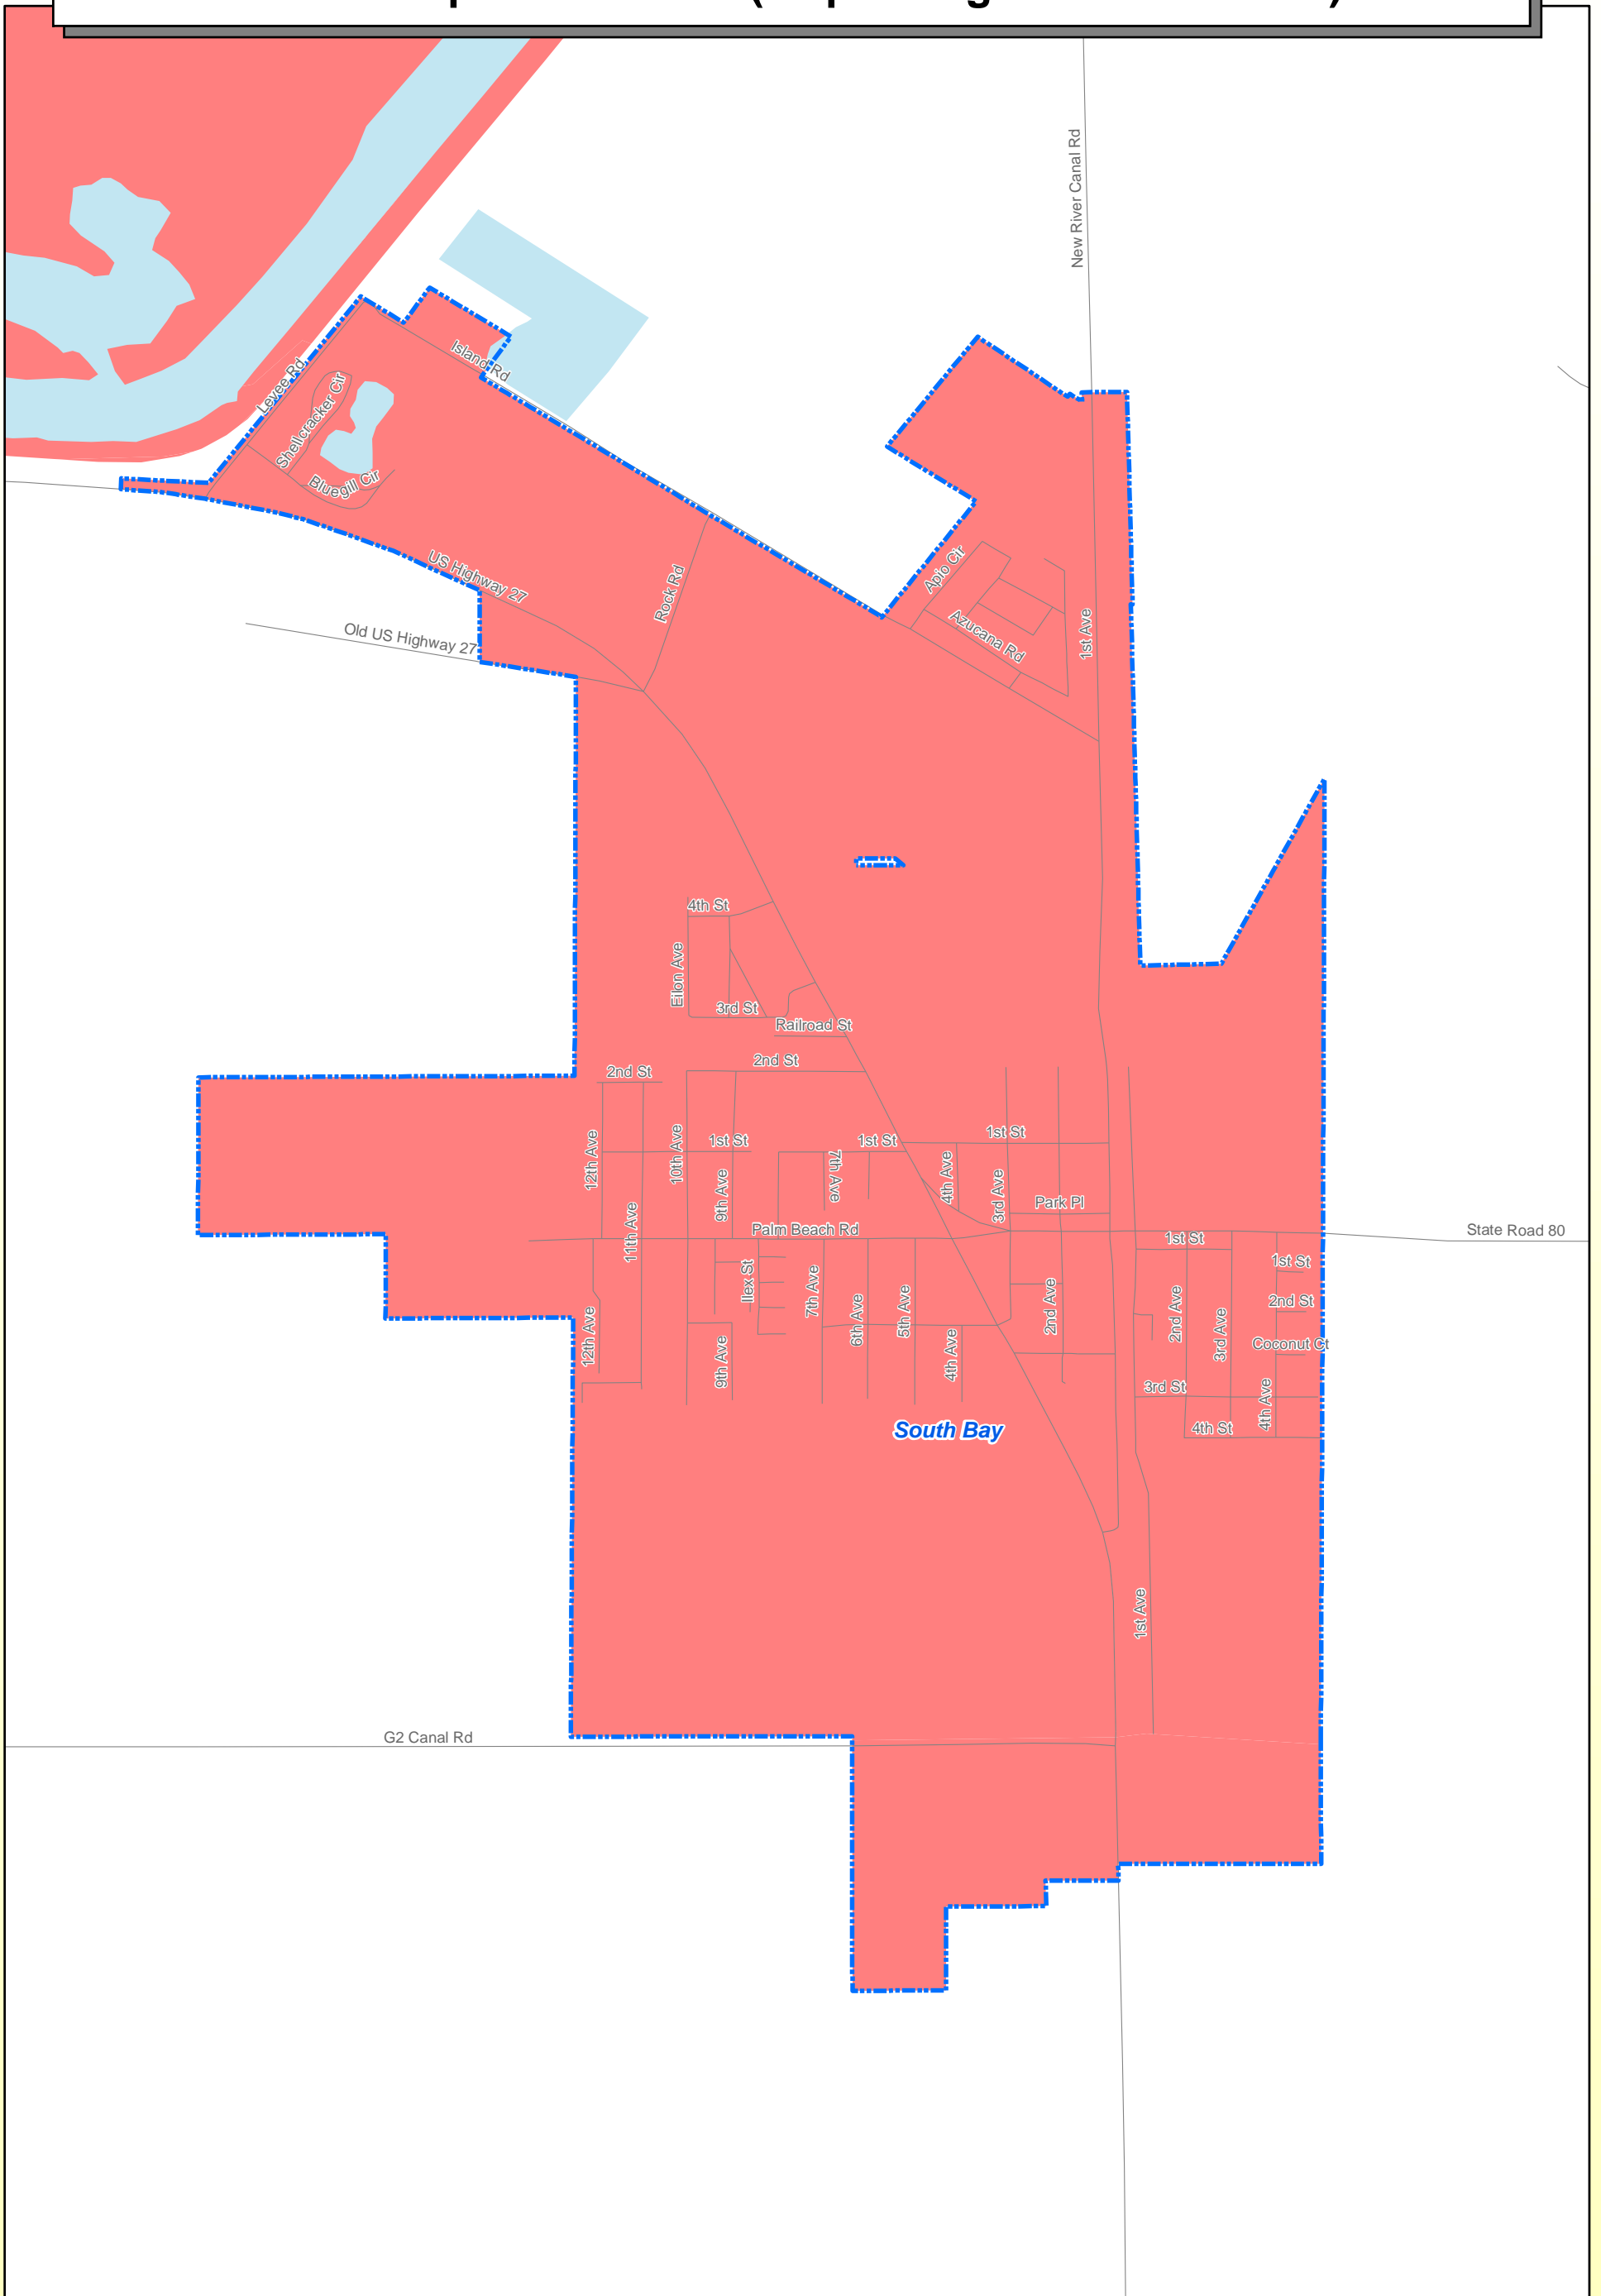 New River Canal Rd
Island Rd
Levee Rd
Shellcracker Cir
Bluegill Cir
US Highway 27
Old US Highway 27
Rock Rd
Apio Cir
Azucana Rd
1st Ave
4th St
Eilon Ave
3rd St
Railroad St
2nd St
2nd St
1st St
1st St
1st St
12th Ave
10th Ave
9th Ave
7th Ave
4th Ave
3rd Ave
Park Pl
11th Ave
Palm Beach Rd
State Road 80
1st St
1st St
Ilex St
7th Ave
6th Ave
5th Ave
2nd Ave
2nd Ave
3rd Ave
2nd St
Coconut Ct
12th Ave
9th Ave
4th Ave
3rd St
4th Ave
4th St
South Bay
1st Ave
G2 Canal Rd